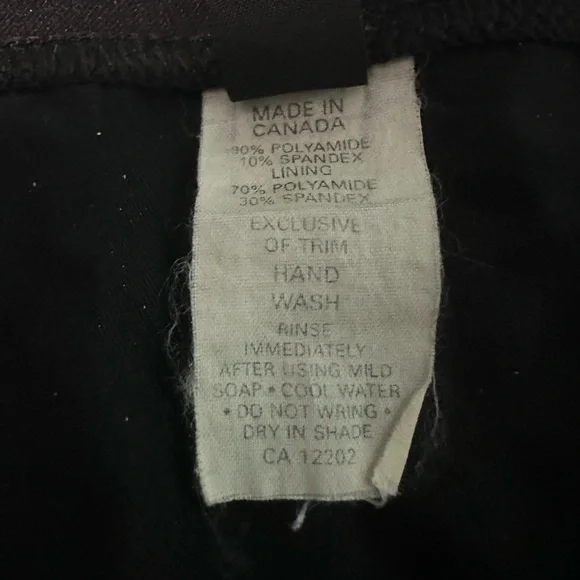 MADE IN
CANADA
90% POLYAMIDE
10% SPANDEX
LINING
70% POLYAMIDE
30% SPANDEX
EXCLUSIVE
OF TRIM
HAND
WASH
RINSE
IMMEDIATELY
AFTER USING MILD
SOAP • COOL WATER
• DO NOT WRING •
DRY IN SHADE
CA 12202